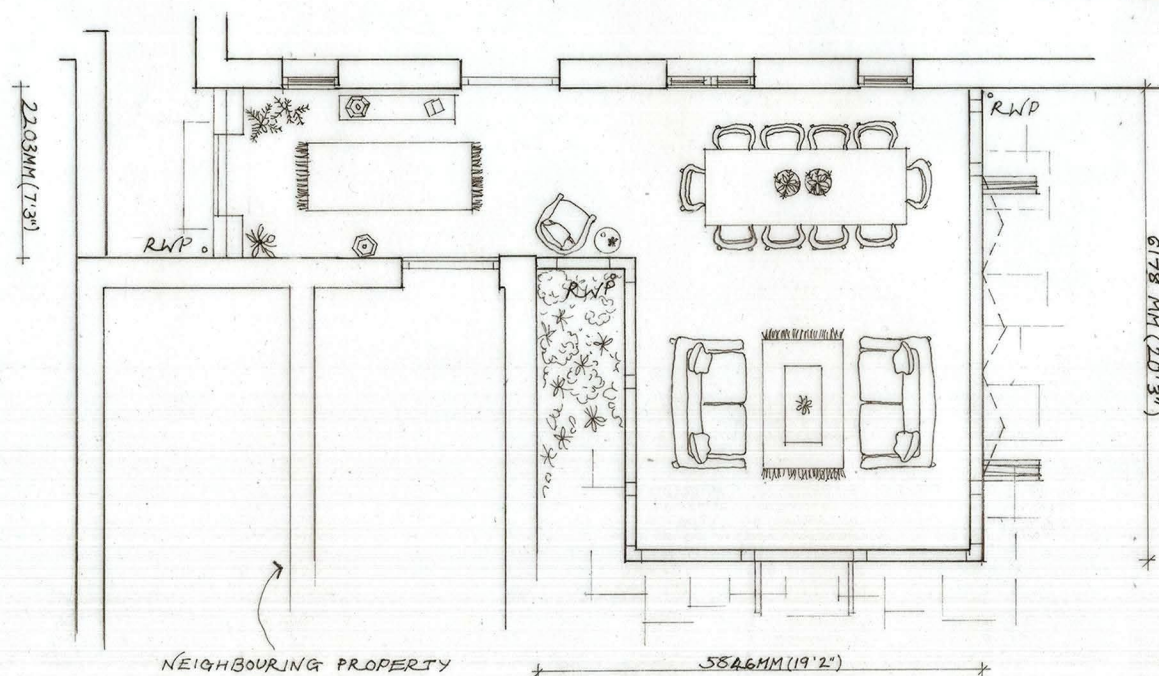 RWP
2203MM (7'3")
RWP
RWP
6178 MM (20'3")
NEIGHBOURING PROPERTY
5846MM (19'2")